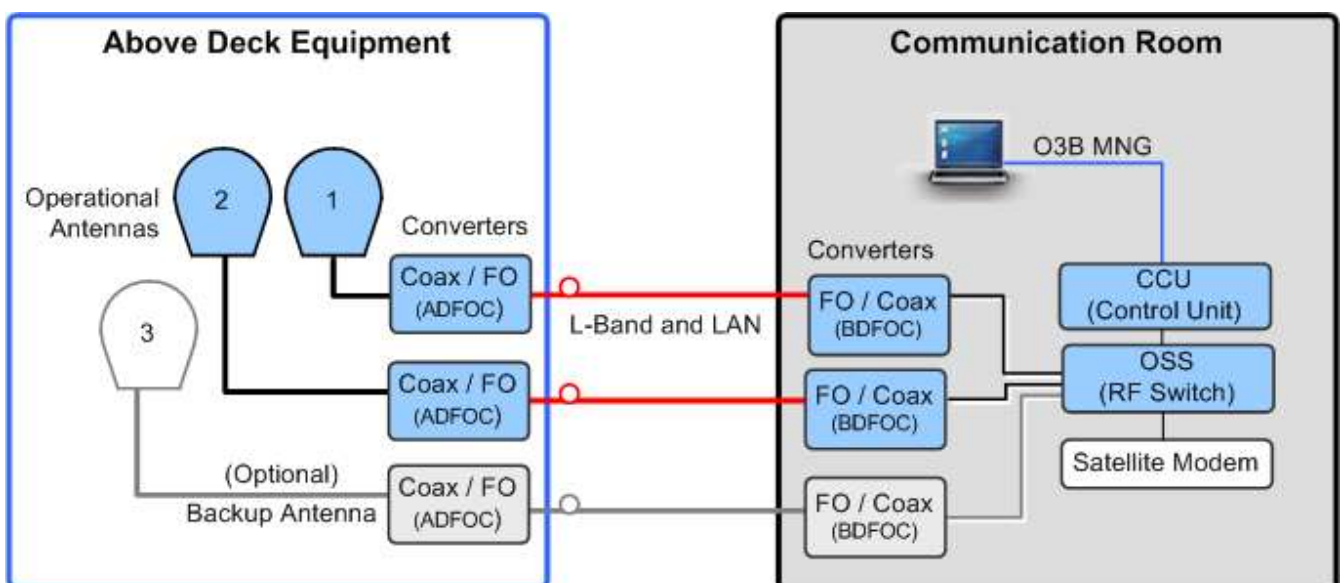 Above Deck Equipment
Operational
Antennas
2
1
3
Converters
Coax / FO
(ADFOC)
Coax / FO
(ADFOC)
(Optional)
Backup Antenna
Coax / FO
(ADFOC)
L-Band and LAN
Communication Room
O3B MNG
Converters
FO / Coax
(BDFOC)
FO / Coax
(BDFOC)
FO / Coax
(BDFOC)
CCU
(Control Unit)
OSS
(RF Switch)
Satellite Modem